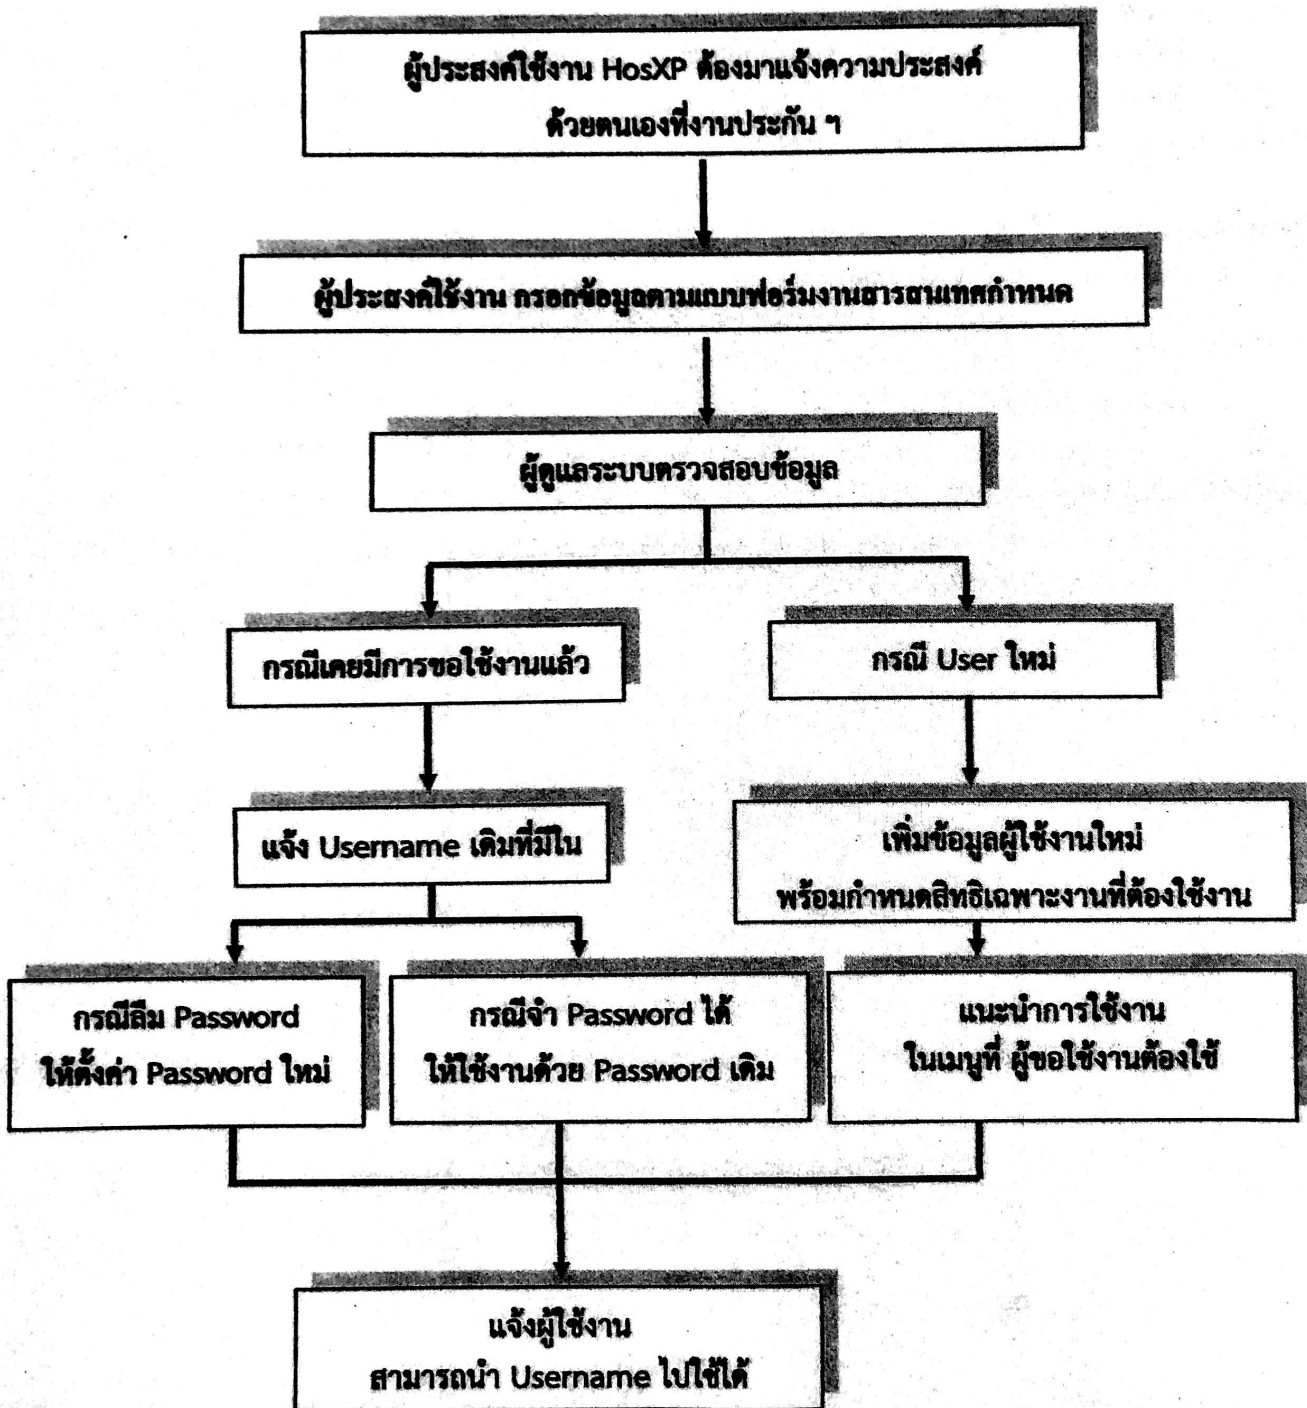 ผู้ประสงค์ใช้งาน HosXP ต้องมาแจ้งความประสงค์
ด้วยตนเองที่งานประกัน ฯ
ผู้ประสงค์ใช้งาน กรอกข้อมูลตามแบบฟอร์มงานสารสนเทศกำหนด
ผู้ดูแลระบบตรวจสอบข้อมูล
กรณีเคยมีการขอใช้งานแล้ว
กรณี User ใหม่
แจ้ง Username เดิมที่มีใน
เพิ่มข้อมูลผู้ใช้งานใหม่
พร้อมกำหนดสิทธิเฉพาะงานที่ต้องใช้งาน
กรณีลืม Password
ให้ตั้งค่า Password ใหม่
กรณีจำ Password ได้
ให้ใช้งานด้วย Password เดิม
แนะนำการใช้งาน
ในเมนูที่ ผู้ขอใช้งานต้องใช้
แจ้งผู้ใช้งาน
สามารถนำ Username ไปใช้ได้